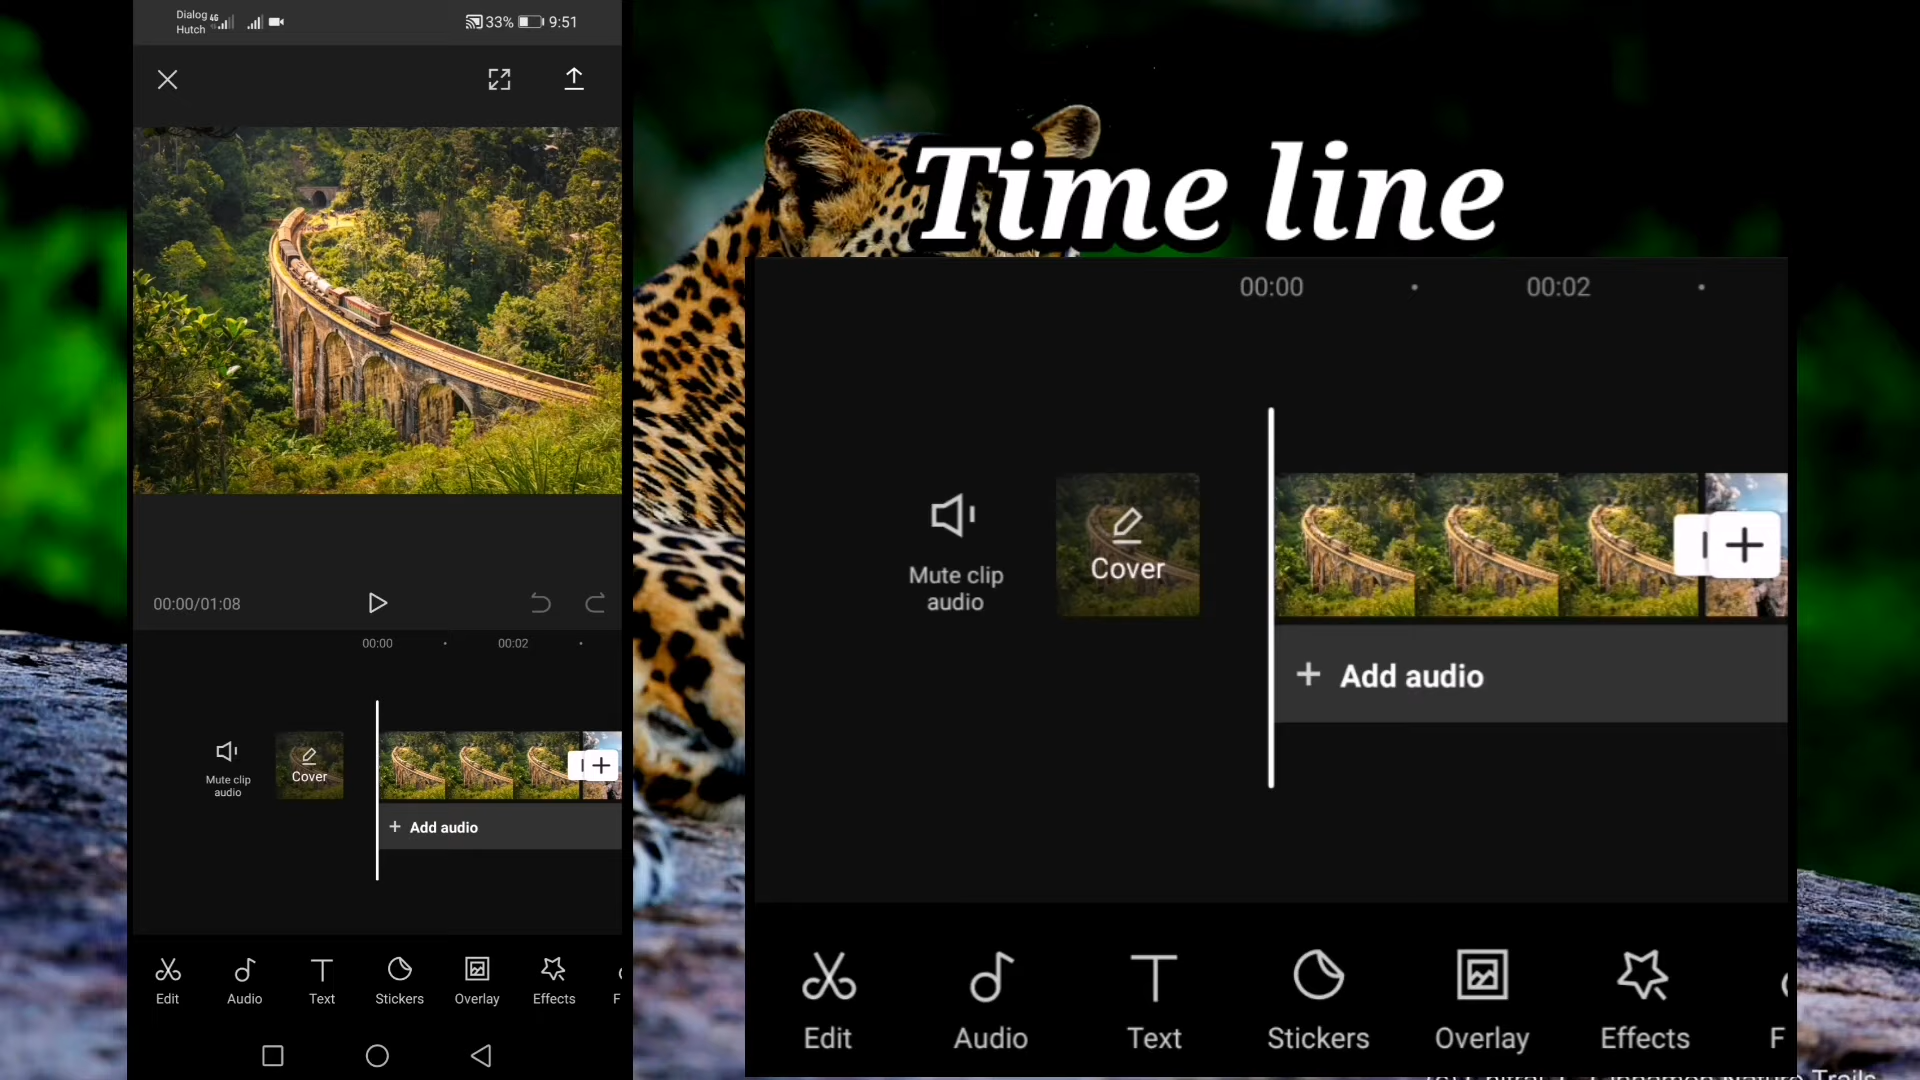 Dialog 4G
Hutch
33% 9:51
00:00/01:08
00:00 00:02
Mute clip
audio
Cover
+ Add audio
Edit Audio Text Stickers Overlay Effects F
Time line
00:00 00:02
Mute clip
audio
Cover
+ Add audio
Edit Audio Text Stickers Overlay Effects F